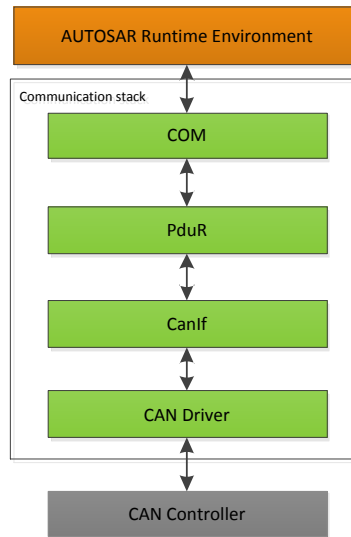 AUTOSAR Runtime Environment
Communication stack
COM
PduR
CanIf
CAN Driver
CAN Controller